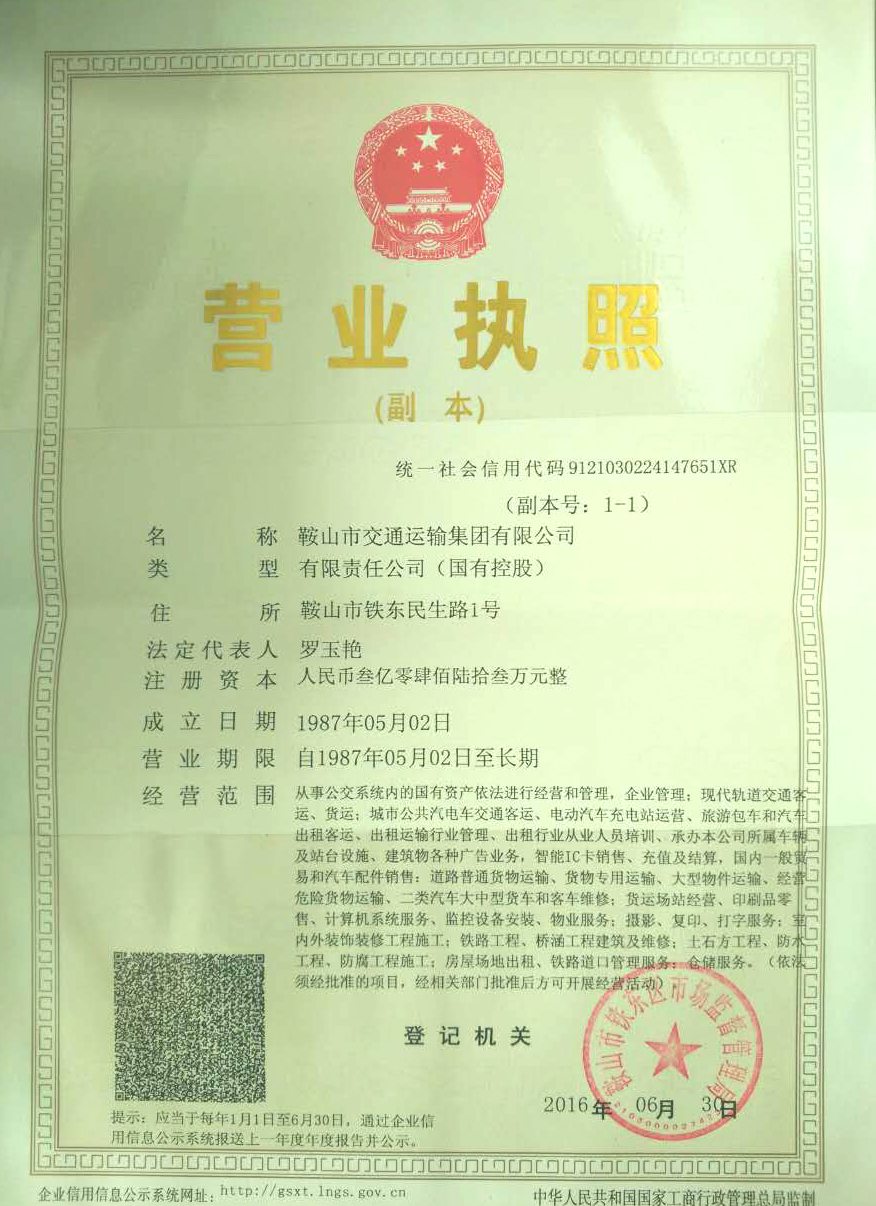 营业执照
(副 本)
统一社会信用代码9121030224147651XR
（副本号：1-1）
名称 鞍山市交通运输集团有限公司
类型 有限责任公司（国有控股）
住所 鞍山市铁东民生路1号
法定代表人 罗玉艳
注册资本 人民币叁亿零肆佰陆拾叁万元整
成立日期 1987年05月02日
营业期限 自1987年05月02日至长期
经营范围 从事公交系统内的国有资产依法进行经营和管理，企业管理；现代轨道交通客
运、货运；城市公共汽电车交通客运、电动汽车充电站运营、旅游包车和汽车
出租客运、出租运输行业管理、出租行业从业人员培训、承办本公司所属车辆
及站台设施、建筑物各种广告业务，智能IC卡销售、充值及结算，国内一般贸
易和汽车配件销售：道路普通货物运输、货物专用运输、大型物件运输、经营
危险货物运输、二类汽车大中型货车和客车维修；货运场站经营、印刷品零
售、计算机系统服务、监控设备安装、物业服务；摄影、复印、打字服务；室
内外装饰装修工程施工；铁路工程、桥涵工程建筑及维修；土石方工程、防水
工程、防腐工程施工；房屋场地出租、铁路道口管理服务；仓储服务。（依法
须经批准的项目，经相关部门批准后方可开展经营活动）
登记机关
鞍山市铁东区市场监督管理局
2016年 06月 30日
提示：应当于每年1月1日至6月30日，通过企业信
用信息公示系统报送上一年度年度报告并公示。
企业信用信息公示系统网址：http://gsxt.lngs.gov.cn
中华人民共和国国家工商行政管理总局监制